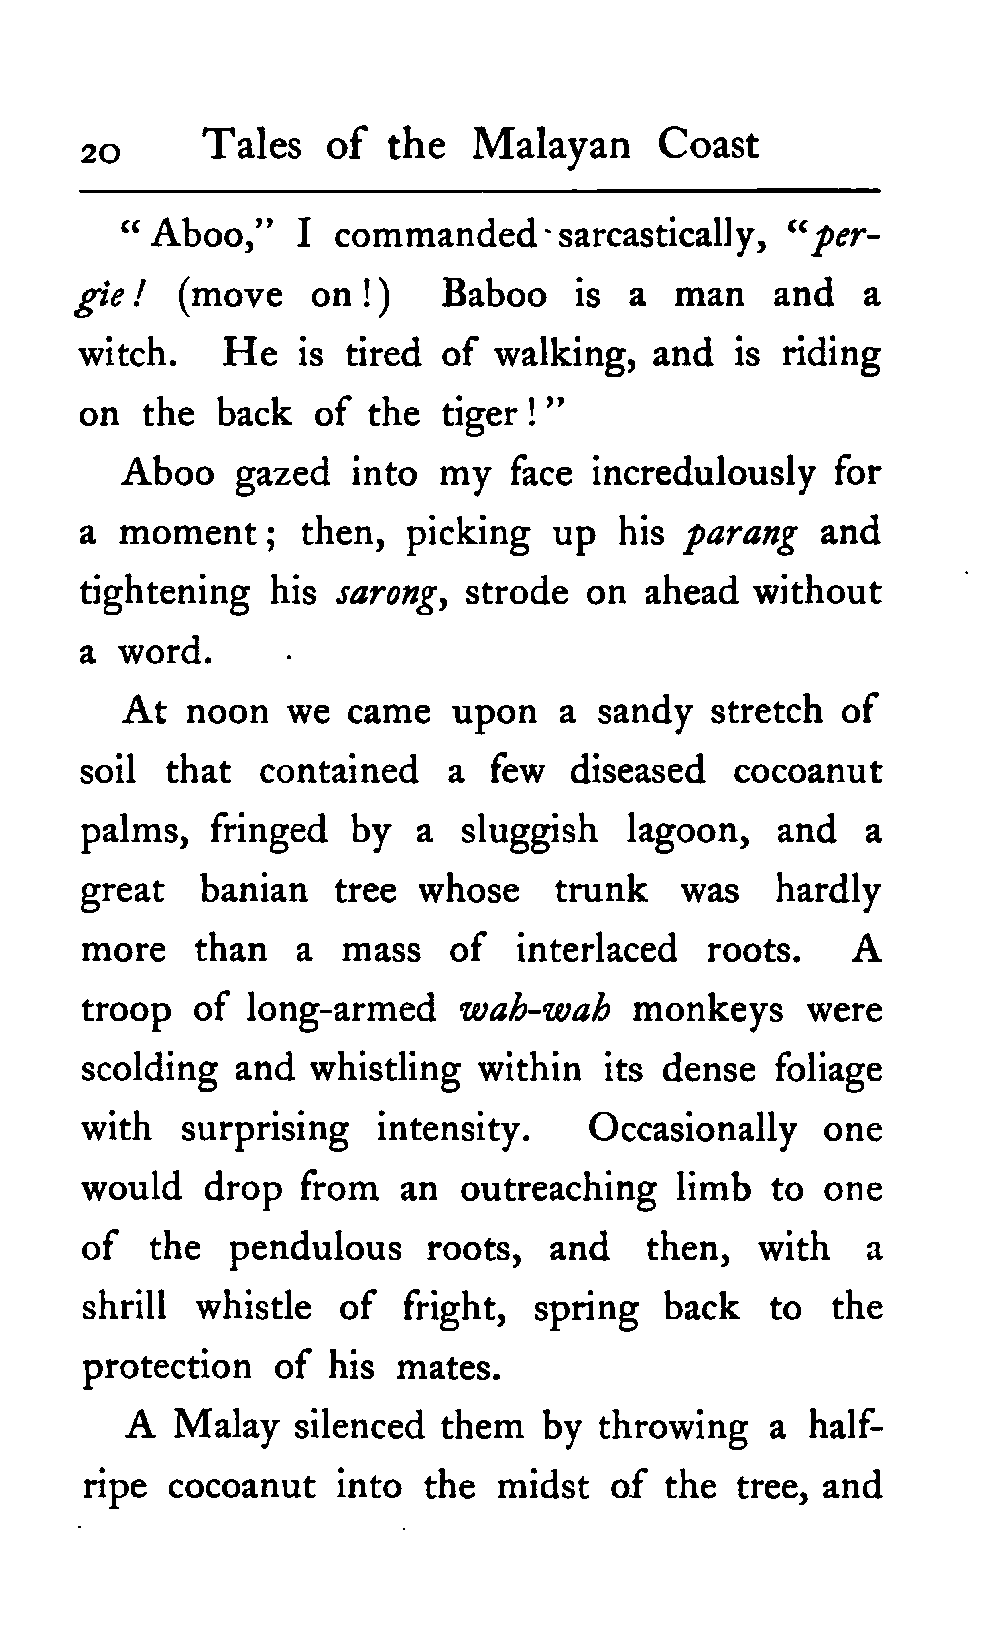 20 Tales of the Malayan Coast
“ Aboo,” I commanded sarcastically, “per-
gie ! (move on !) Baboo is a man and a
witch. He is tired of walking, and is riding
on the back of the tiger ! ”
Aboo gazed into my face incredulously for
a moment ; then, picking up his parang and
tightening his sarong, strode on ahead without
a word.
At noon we came upon a sandy stretch of
soil that contained a few diseased cocoanut
palms, fringed by a sluggish lagoon, and a
great banian tree whose trunk was hardly
more than a mass of interlaced roots. A
troop of long-armed wah-wah monkeys were
scolding and whistling within its dense foliage
with surprising intensity. Occasionally one
would drop from an outreaching limb to one
of the pendulous roots, and then, with a
shrill whistle of fright, spring back to the
protection of his mates.
A Malay silenced them by throwing a half-
ripe cocoanut into the midst of the tree, and